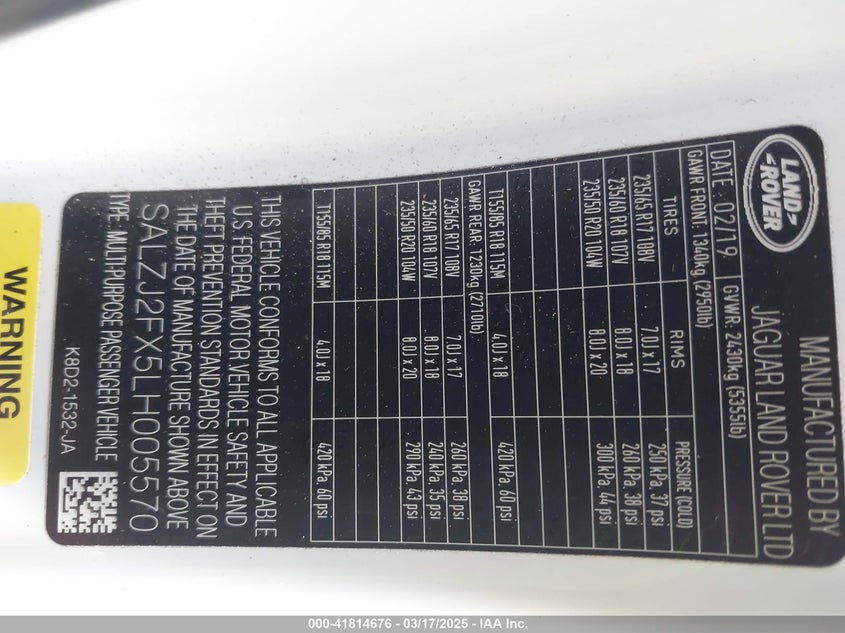 LAND ROVER
MANUFACTURED BY
JAGUAR LAND ROVER LTD
DATE : 02/19 GVWR: 2430kg (5355lb)
GAWR FRONT: 1340kg (2950lb)
TIRES RIMS PRESSURE (COLD)
235/65 R17 108V 7.0J x 17 250 kPa, 37 psi
235/60 R18 107V 8.0J x 18 260 kPa, 38 psi
235/50 R20 104W 8.0J x 20 300 kPa, 44 psi
T155/85 R18 115M 4.0J x 18 420 kPa, 60 psi
GAWR REAR: 1230kg (2710lb)
235/65 R17 108V 7.0J x 17 260 kPa, 38 psi
235/60 R18 107V 8.0J x 18 240 kPa, 35 psi
235/50 R20 104W 8.0J x 20 290 kPa, 43 psi
T155/85 R18 115M 4.0J x 18 420 kPa, 60 psi
THIS VEHICLE CONFORMS TO ALL APPLICABLE
U.S. FEDERAL MOTOR VEHICLE SAFETY AND
THEFT PREVENTION STANDARDS IN EFFECT ON
THE DATE OF MANUFACTURE SHOWN ABOVE
SALZJ2FX5LH005570
TYPE: MULTI-PURPOSE PASSENGER VEHICLE
K8D2-1532-JA
WARNING
000-41814676 - 03/17/2025 - IAA Inc.